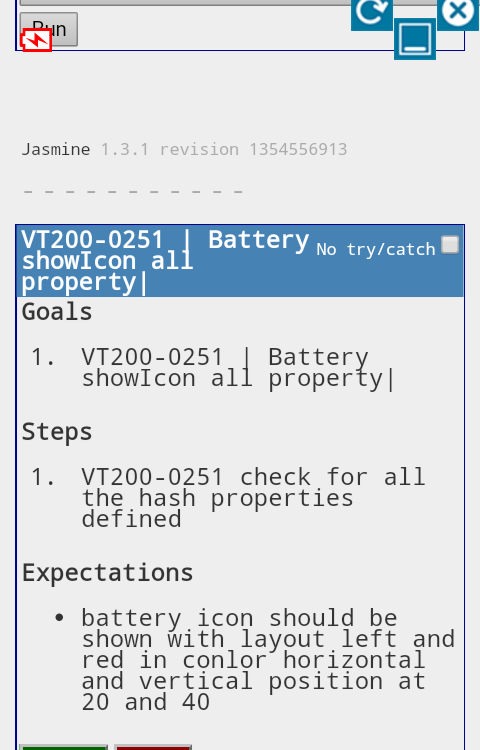 Run
Jasmine 1.3.1 revision 1354556913
- - - - - - - - - - -
VT200-0251 | Battery
showIcon all
property|
No try/catch
Goals
1. VT200-0251 | Battery
showIcon all property|
Steps
1. VT200-0251 check for all
the hash properties
defined
Expectations
• battery icon should be
shown with layout left and
red in conlor horizontal
and vertical position at
20 and 40